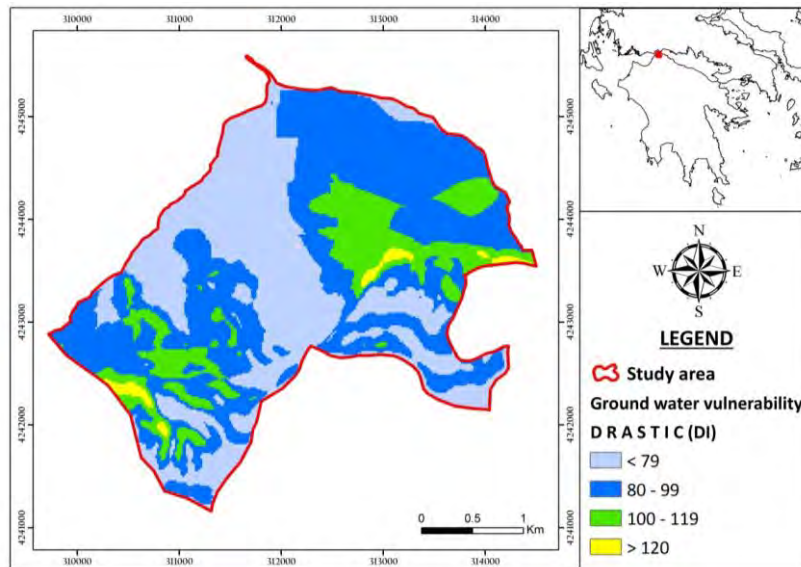 310000 311000 312000 313000 314000
4245000
4244000
4243000
4242000
4241000
4245000
4244000
4243000
4242000
4241000
0 0.5 1
Km
310000 311000 312000 313000 314000
N
W E
S
LEGEND
Study area
Ground water vulnerability
D R A S T I C (DI)
< 79
80 - 99
100 - 119
> 120